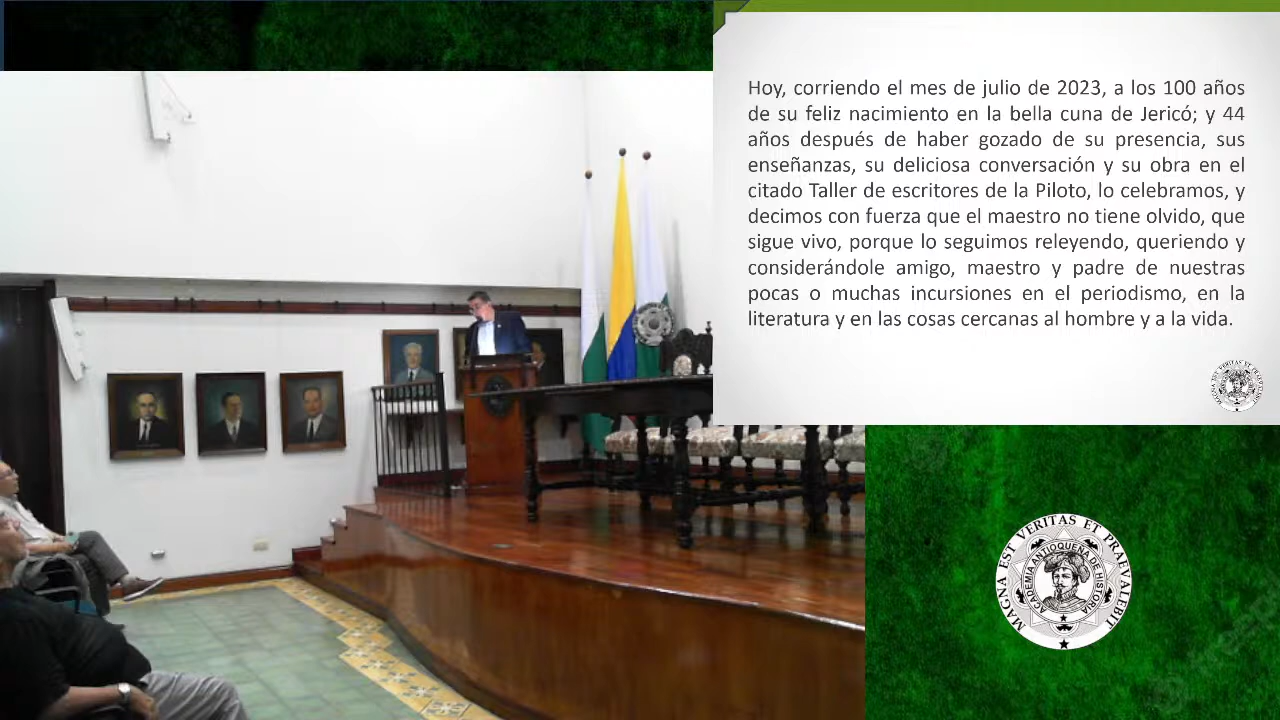 Hoy, corriendo el mes de julio de 2023, a los 100 años
de su feliz nacimiento en la bella cuna de Jericó; y 44
años después de haber gozado de su presencia, sus
enseñanzas, su deliciosa conversación y su obra en el
citado Taller de escritores de la Piloto, lo celebramos, y
decimos con fuerza que el maestro no tiene olvido, que
sigue vivo, porque lo seguimos releyendo, queriendo y
considerándole amigo, maestro y padre de nuestras
pocas o muchas incursiones en el periodismo, en la
literatura y en las cosas cercanas al hombre y a la vida.
MAGNA EST VERITAS ET PRAEVALEBIT
ACADEMIA ANTIOQUEÑA DE HISTORIA